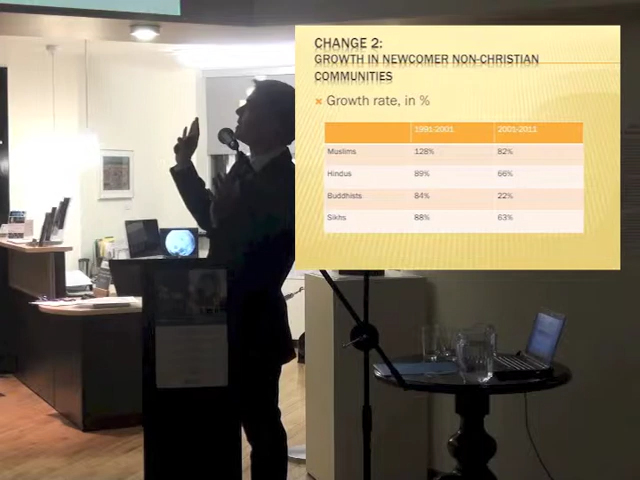 CHANGE 2:
GROWTH IN NEWCOMER NON-CHRISTIAN
COMMUNITIES
Growth rate, in %
1991-2001 2001-2011
Muslims 128% 82%
Hindus 89% 66%
Buddhists 84% 22%
Sikhs 88% 63%